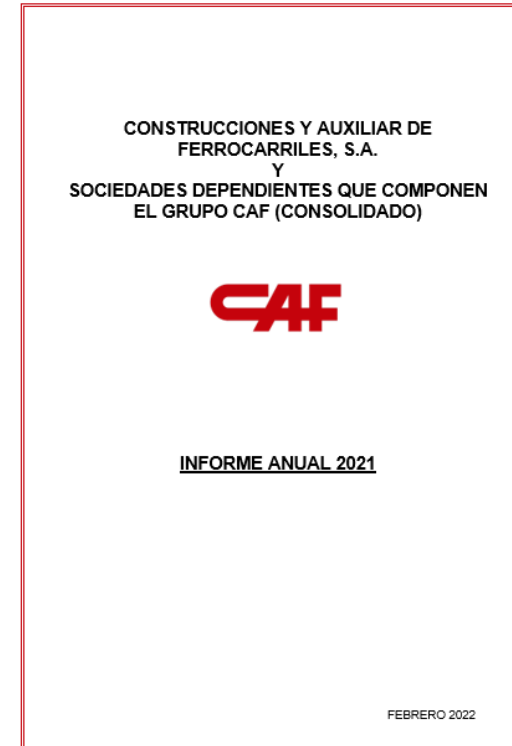 CONSTRUCCIONES Y AUXILIAR DE
FERROCARRILES, S.A.
Y
SOCIEDADES DEPENDIENTES QUE COMPONEN
EL GRUPO CAF (CONSOLIDADO)
CAF
INFORME ANUAL 2021
FEBRERO 2022